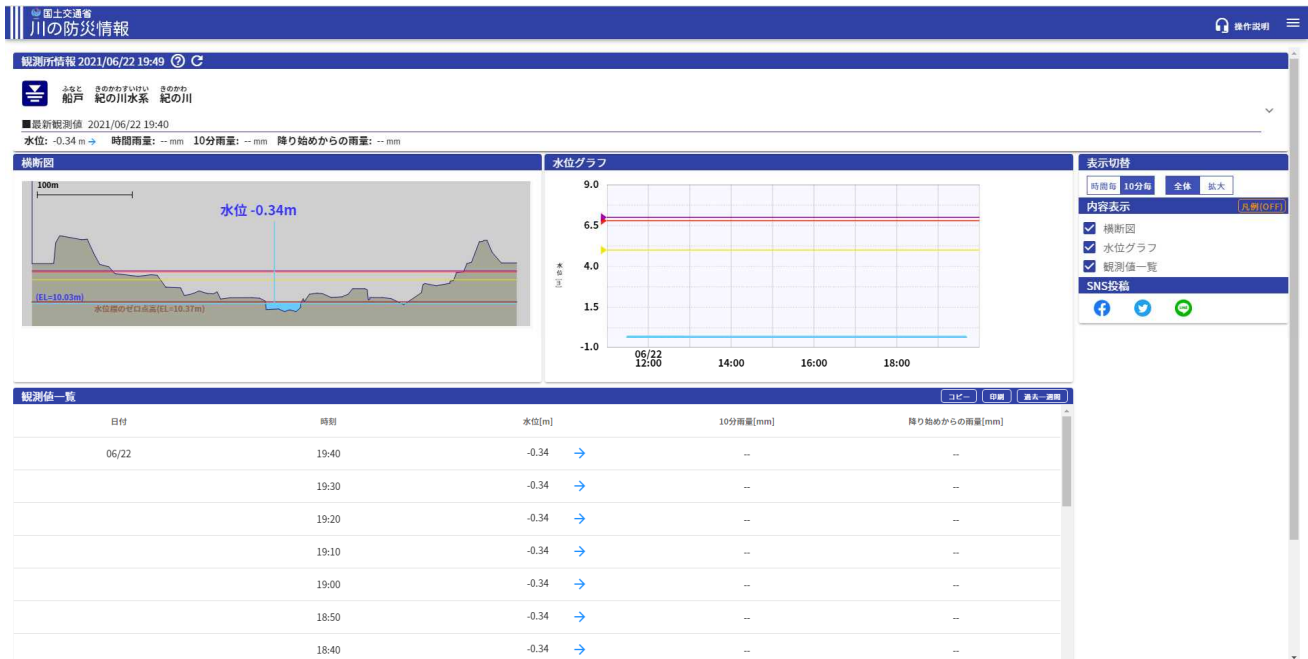 国土交通省
川の防災情報
操作説明
観測所情報 2021/06/22 19:49
ふなと きのかわすいけい きのかわ
船戸 紀の川水系 紀の川
■最新観測値 2021/06/22 19:40
水位: -0.34 m → 時間雨量: -- mm 10分雨量: -- mm 降り始めからの雨量: -- mm
横断図
100m
水位 -0.34m
(EL=10.03m)
水位標のゼロ点高(EL=10.37m)
水位グラフ
9.0
6.5
4.0
1.5
-1.0
水位[m]
06/22
12:00 14:00 16:00 18:00
表示切替
時間毎 10分毎 全体 拡大
内容表示 凡例(OFF)
横断図
水位グラフ
観測値一覧
SNS投稿
観測値一覧 コピー 印刷 過去一週間
日付 時刻 水位[m] 10分雨量[mm] 降り始めからの雨量[mm]
06/22 19:40 -0.34 → -- --
19:30 -0.34 → -- --
19:20 -0.34 → -- --
19:10 -0.34 → -- --
19:00 -0.34 → -- --
18:50 -0.34 → -- --
18:40 -0.34 → -- --